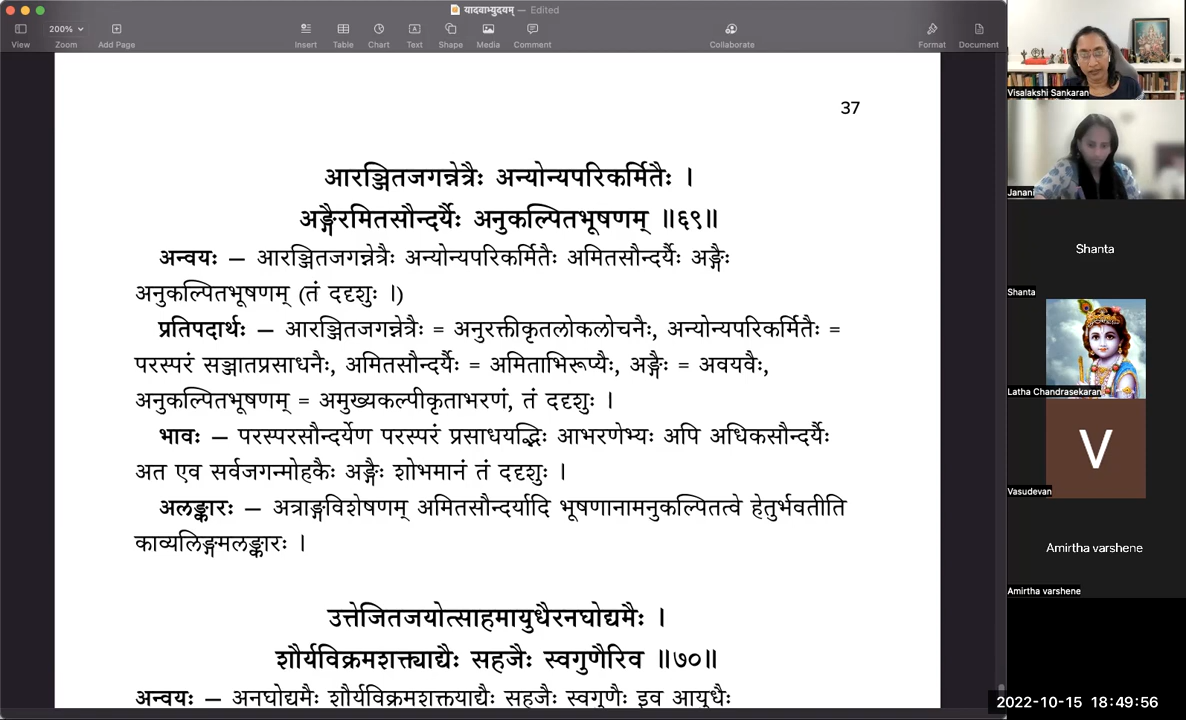 यादवाभ्युदयम् — Edited
200%
View
Zoom
Add Page
Insert
Table
Chart
Text
Shape
Media
Comment
Collaborate
Format
Document
37
आरञ्जितजगन्नेत्रैः अन्योन्यपरिकर्मितैः ।
अङ्गैरमितसौन्दर्यैः अनुकल्पितभूषणम् ॥६९॥
अन्वयः — आरञ्जितजगन्नेत्रैः अन्योन्यपरिकर्मितैः अमितसौन्दर्यैः अङ्गैः
अनुकल्पितभूषणम् (तं ददृशुः ।)
प्रतिपदार्थः — आरञ्जितजगन्नेत्रैः = अनुरक्तीकृतलोकलोचनैः, अन्योन्यपरिकर्मितैः =
परस्परं सञ्जातप्रसाधनैः, अमितसौन्दर्यैः = अमिताभिरूप्यैः, अङ्गैः = अवयवैः,
अनुकल्पितभूषणम् = अमुख्यकल्पीकृताभरणं, तं ददृशुः ।
भावः — परस्परसौन्दर्येण परस्परं प्रसाधयद्भिः आभरणेभ्यः अपि अधिकसौन्दर्यैः
अत एव सर्वजगन्मोहकैः अङ्गैः शोभमानं तं ददृशुः ।
अलङ्कारः — अत्राङ्गविशेषणम् अमितसौन्दर्यादि भूषणानामनुकल्पितत्वे हेतुर्भवतीति
काव्यलिङ्गमलङ्कारः ।
उत्तेजितजयोत्साहमायुधैरनघोद्यमैः ।
शौर्यविक्रमशक्त्याद्यैः सहजैः स्वगुणैरिव ॥७०॥
अन्वयः — अनघोद्यमैः शौर्यविक्रमशक्तयाद्यैः सहजैः स्वगुणैः इव आयुधैः
Visalakshi Sankaran
Janani
Shanta
Shanta
Latha Chandrasekaran
V
Vasudevan
Amirtha varshene
Amirtha varshene
2022-10-15 18:49:56